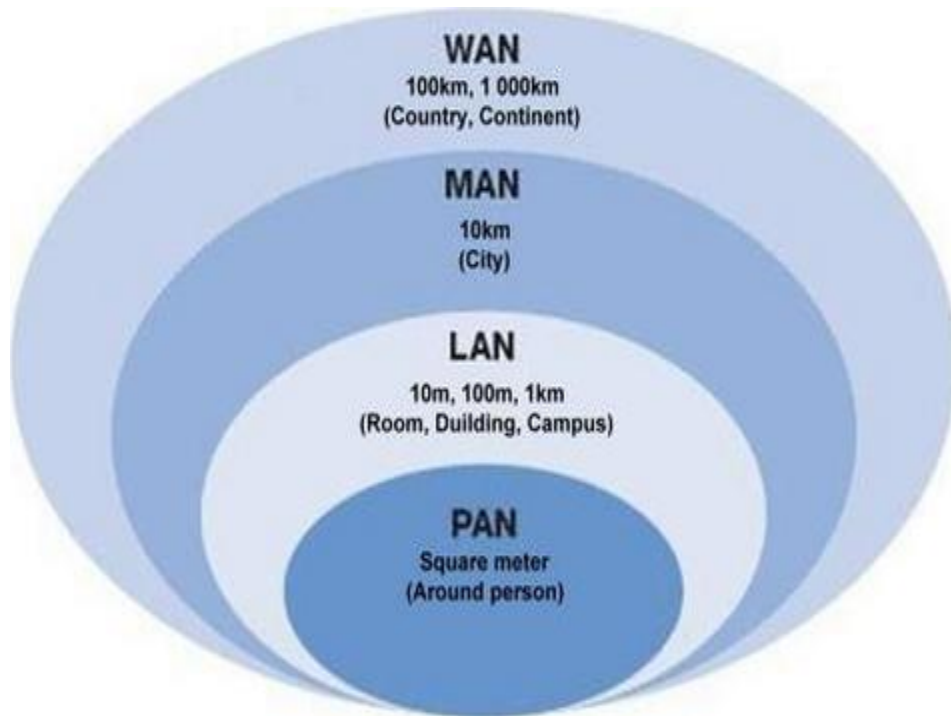 WAN
100km, 1 000km
(Country, Continent)
MAN
10km
(City)
LAN
10m, 100m, 1km
(Room, Duilding, Campus)
PAN
Square meter
(Around person)